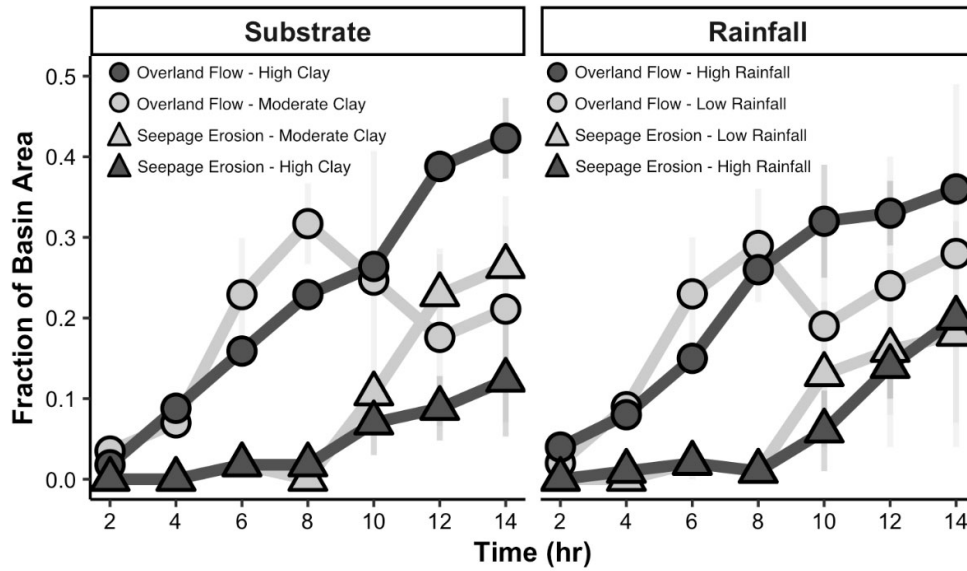 Substrate
Rainfall
Overland Flow - High Clay
Overland Flow - Moderate Clay
Seepage Erosion - Moderate Clay
Seepage Erosion - High Clay
Overland Flow - High Rainfall
Overland Flow - Low Rainfall
Seepage Erosion - Low Rainfall
Seepage Erosion - High Rainfall
Fraction of Basin Area
0.5
0.4
0.3
0.2
0.1
0.0
2 4 6 8 10 12 14
2 4 6 8 10 12 14
Time (hr)